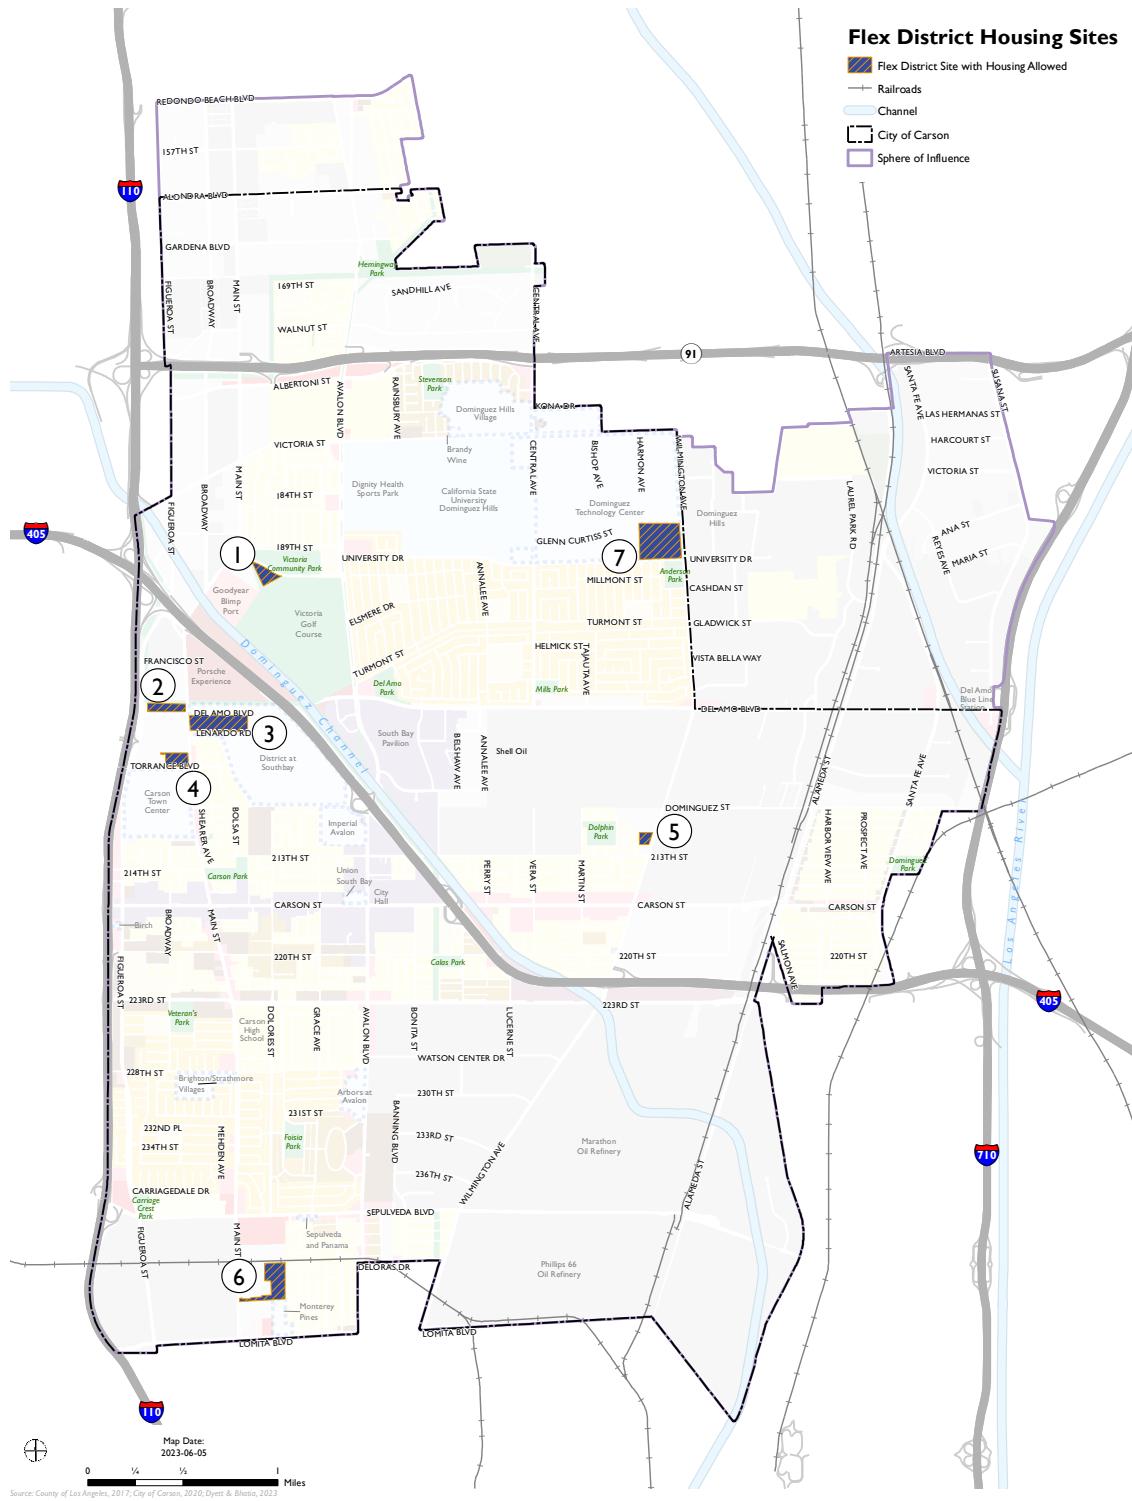 Flex District Housing Sites
Flex District Site with Housing Allowed
Railroads
Channel
City of Carson
Sphere of Influence
REDONDO BEACH BLVD
157TH ST
110
ALONDRA BLVD
GARDENA BLVD
Hemingway
Park
FIGUEROA ST
BROADWAY
MAIN ST
169TH ST
SANDHILL AVE
CENTRAL AVE
WALNUT ST
91
ARTESIA BLVD
ALBERTONI ST
AVALON BLVD
RAINSBURY AVE
Stevenson
Park
Dominguez Hills
Village
KONA DR
SANTA FE AVE
SUSANA ST
LAS HERMANAS ST
HARCOURT ST
VICTORIA ST
VICTORIA ST
Brandy
Wine
CENTRAL AVE
BISHOP AVE
HARMON AVE
WILMINGTON AVE
MAIN ST
BROADWAY
FIGUEROA ST
184TH ST
Dignity Health
Sports Park
California State
University
Dominguez Hills
Dominguez
Technology Center
Dominguez
Hills
LAUREL PARK RD
ANA ST
REYES AVE
MARIA ST
405
189TH ST
1
Victoria
Community Park
UNIVERSITY DR
GLENN CURTISS ST
7
UNIVERSITY DR
Anderson
Park
MILLMONT ST
CASHDAN ST
ANNALEE AVE
Goodyear
Blimp
Port
Victoria
Golf
Course
ELSMERE DR
TURMONT ST
GLADWICK ST
HELMICK ST
TAJAUTA AVE
VISTA BELLA WAY
Dominguez Channel
FRANCISCO ST
Porsche
Experience
TURMONT ST
Del Amo
Park
Mills Park
2
DEL AMO BLVD
LENARDO RD
3
DEL AMO BLVD
Del Amo
Blue Line
Station
South Bay
Pavilion
BELSHAW AVE
ANNALEE AVE
Shell Oil
TORRANCE BLVD
District at
Southbay
4
ALAMEDA ST
SANTA FE AVE
Carson
Town
Center
SHEARER AVE
BOLSA ST
Imperial
Avalon
DOMINGUEZ ST
Dolphin
Park
5
213TH ST
HARBOR VIEW AVE
PROSPECT AVE
Dominguez
Park
Los Angeles River
213TH ST
214TH ST
Carson Park
Union
South Bay
City
Hall
PERRY ST
VERA ST
MARTIN ST
CARSON ST
CARSON ST
CARSON ST
Birch
BROADWAY
MAIN ST
220TH ST
Calas Park
220TH ST
SALMON AVE
220TH ST
FIGUEROA ST
223RD ST
223RD ST
405
Veteran's
Park
Carson
High
School
DOLORES ST
GRACE AVE
AVALON BLVD
BONITA ST
LUCERNE ST
WATSON CENTER DR
228TH ST
Brighton/Strathmore
Villages
Arbors at
Avalon
230TH ST
231ST ST
BANNING BLVD
232ND PL
234TH ST
MEHDEN AVE
Foisia
Park
233RD ST
236TH ST
WILMINGTON AVE
Marathon
Oil Refinery
710
ALAMEDA ST
CARRIAGEDALE DR
Carriage
Crest
Park
SEPULVEDA BLVD
FIGUEROA ST
MAIN ST
Sepulveda
and Panama
6
DELORAS DR
Phillips 66
Oil Refinery
Monterey
Pines
LOMITA BLVD
LOMITA BLVD
110
Map Date:
2023-06-05
0 ¼ ½ 1
Miles
Source: County of Los Angeles, 2017; City of Carson, 2020; Dyett & Bhatia, 2023